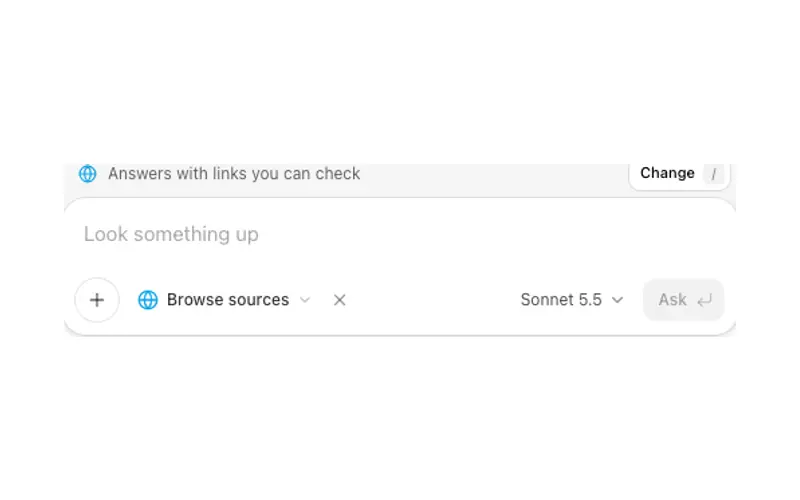 Answers with links you can check
Change /
Look something up
Browse sources
Sonnet 5.5
Ask